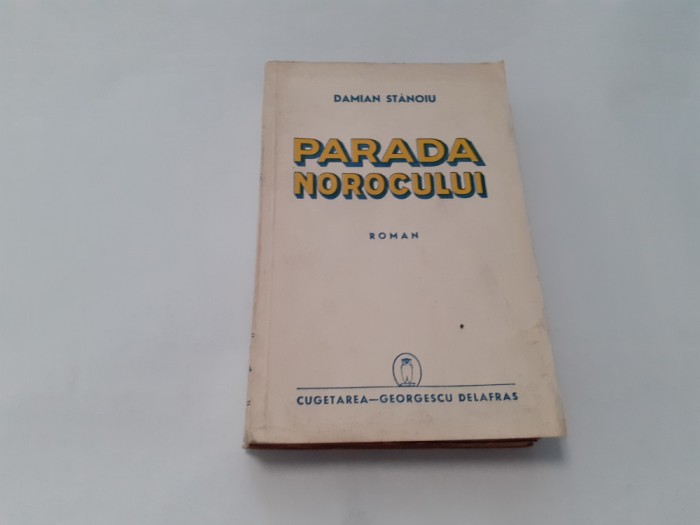 DAMIAN STĂNOIU
PARADA
NOROCULUI
ROMAN
CUGETAREA—GEORGESCU DELAFRAS